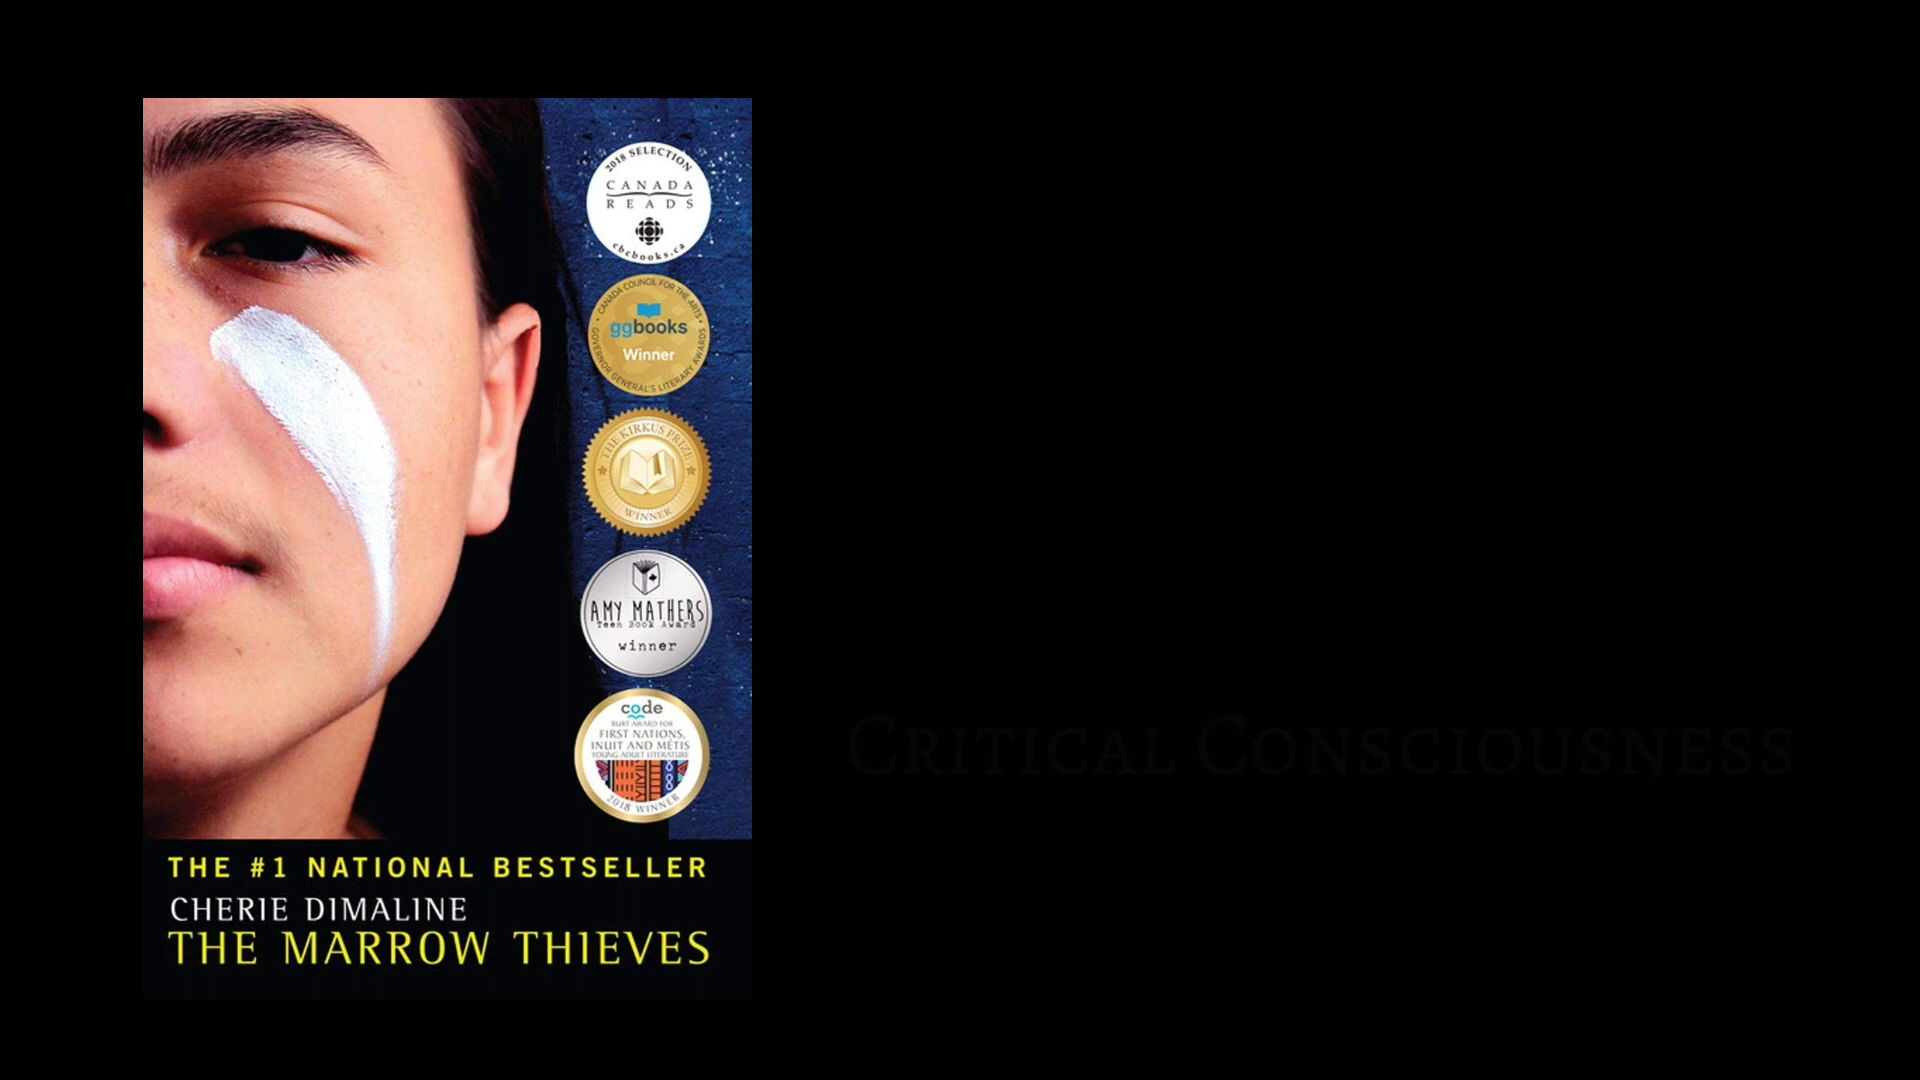 2018 SELECTION
CANADA
READS
cbcbooks.ca
CANADA COUNCIL FOR THE ARTS
ggbooks
Winner
GOVERNOR GENERAL'S LITERARY AWARDS
THE KIRKUS PRIZE
WINNER
AMY MATHERS
Teen Book Award
winner
code
BURT AWARD FOR
FIRST NATIONS,
INUIT AND MÉTIS
YOUNG ADULT LITERATURE
2018 WINNER
THE #1 NATIONAL BESTSELLER
CHERIE DIMALINE
THE MARROW THIEVES
CRITICAL CONSCIOUSNESS